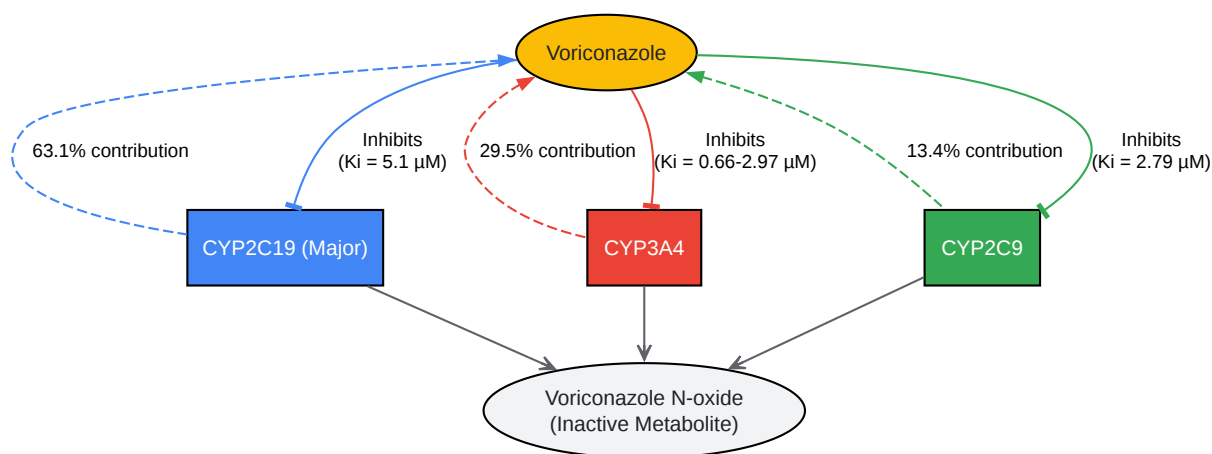 Voriconazole
63.1% contribution
Inhibits
(Ki = 5.1 µM)
29.5% contribution
Inhibits
(Ki = 0.66-2.97 µM)
13.4% contribution
Inhibits
(Ki = 2.79 µM)
CYP2C19 (Major)
CYP3A4
CYP2C9
Voriconazole N-oxide
(Inactive Metabolite)